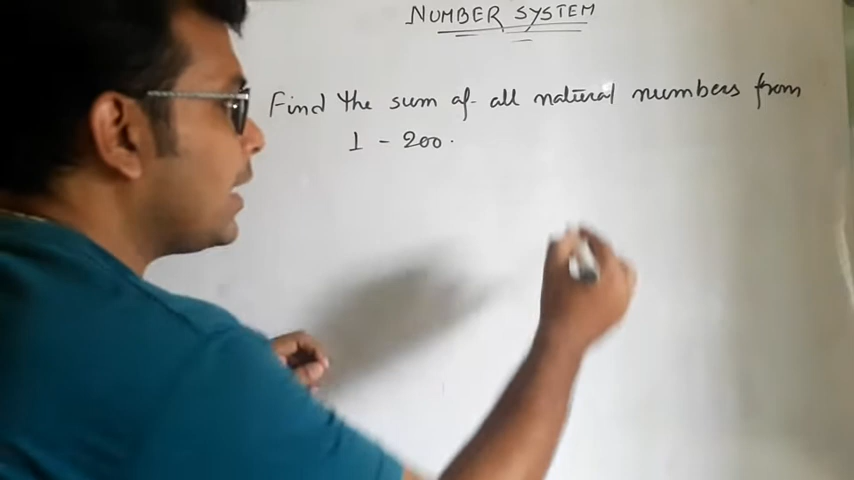 NUMBER SYSTEM
Find the sum of all natural numbers from
1 - 200.